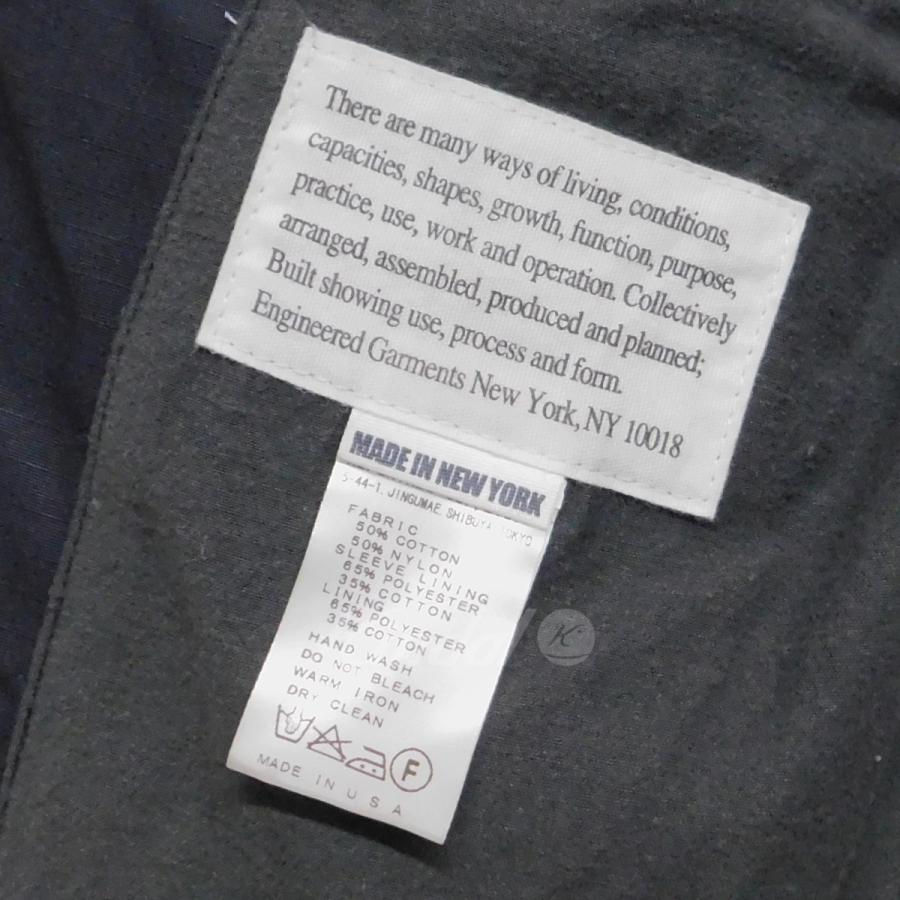 There are many ways of living, conditions,
capacities, shapes, growth, function, purpose,
practice, use, work and operation. Collectively
arranged, assembled, produced and planned;
Built showing use, process and form.
Engineered Garments New York, NY 10018
MADE IN NEW YORK
5-44-1, JINGUMAE, SHIBUYA, TOKYO
FABRIC
50% COTTON
50% NYLON
SLEEVE LINING
65% POLYESTER
35% COTTON
LINING
65% POLYESTER
35% COTTON
HAND WASH
DO NOT BLEACH
WARM IRON
DRY CLEAN
F
MADE IN U S A
K